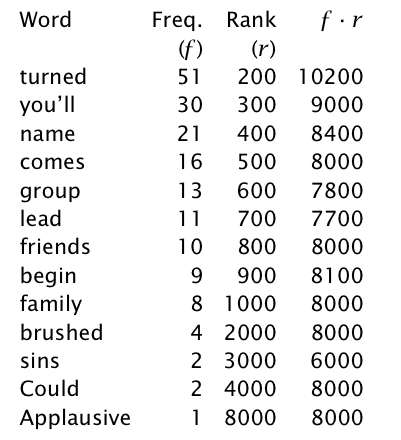 Word Freq. Rank f · r
(f) (r)
turned 51 200 10200
you’ll 30 300 9000
name 21 400 8400
comes 16 500 8000
group 13 600 7800
lead 11 700 7700
friends 10 800 8000
begin 9 900 8100
family 8 1000 8000
brushed 4 2000 8000
sins 2 3000 6000
Could 2 4000 8000
Applausive 1 8000 8000